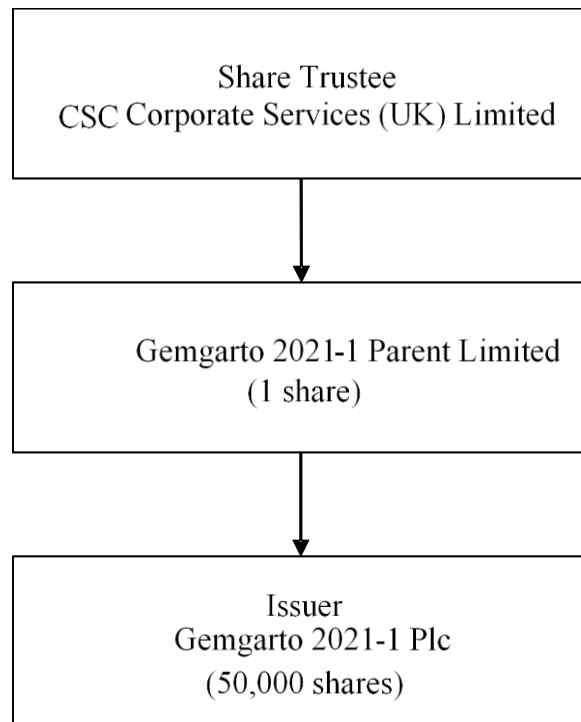 Share Trustee
CSC Corporate Services (UK) Limited
Gemgarto 2021-1 Parent Limited
(1 share)
Issuer
Gemgarto 2021-1 Plc
(50,000 shares)